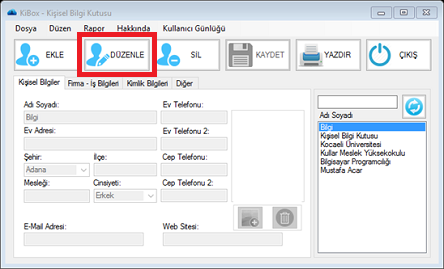 KiBox - Kişisel Bilgi Kutusu
Dosya Düzen Rapor Hakkında Kullanıcı Günlüğü
EKLE DÜZENLE SİL KAYDET YAZDIR ÇIKIŞ
Kişisel Bilgiler Firma - İş Bilgileri Kimlik Bilgileri Diğer
Adı Soyadı: Ev Telefonu:
Bilgi
Ev Adresi: Ev Telefonu 2:
Şehir: İlçe: Cep Telefonu:
Adana
Mesleği: Cinsiyeti: Cep Telefonu 2:
Erkek
E-Mail Adresi: Web Stesi:
Adı Soyadı
Bilgi
Kişisel Bilgi Kutusu
Kocaeli Üniversitesi
Kullar Meslek Yüksekokulu
Bilgisayar Programcılığı
Mustafa Acar